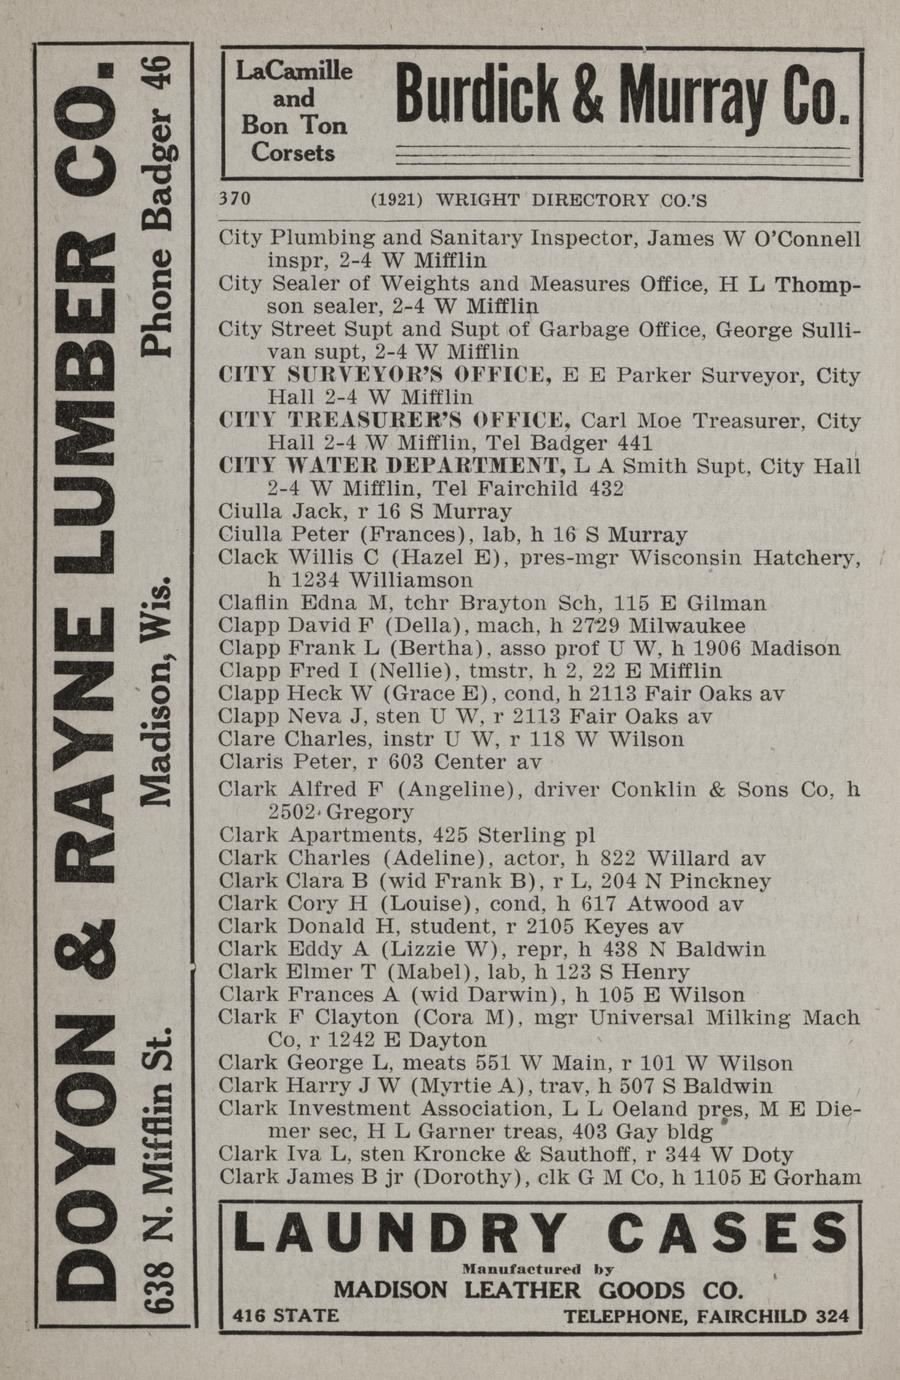 DOYON & RAYNE LUMBER CO.
638 N. Mifflin St. Madison, Wis. Phone Badger 46
LaCamille
and
Bon Ton
Corsets
Burdick & Murray Co.
370 (1921) WRIGHT DIRECTORY CO.'S
City Plumbing and Sanitary Inspector, James W O'Connell
inspr, 2-4 W Mifflin
City Sealer of Weights and Measures Office, H L Thomp-
son sealer, 2-4 W Mifflin
City Street Supt and Supt of Garbage Office, George Sulli-
van supt, 2-4 W Mifflin
CITY SURVEYOR'S OFFICE, E E Parker Surveyor, City
Hall 2-4 W Mifflin
CITY TREASURER'S OFFICE, Carl Moe Treasurer, City
Hall 2-4 W Mifflin, Tel Badger 441
CITY WATER DEPARTMENT, L A Smith Supt, City Hall
2-4 W Mifflin, Tel Fairchild 432
Ciulla Jack, r 16 S Murray
Ciulla Peter (Frances), lab, h 16 S Murray
Clack Willis C (Hazel E), pres-mgr Wisconsin Hatchery,
h 1234 Williamson
Claflin Edna M, tchr Brayton Sch, 115 E Gilman
Clapp David F (Della), mach, h 2729 Milwaukee
Clapp Frank L (Bertha), asso prof U W, h 1906 Madison
Clapp Fred I (Nellie), tmstr, h 2, 22 E Mifflin
Clapp Heck W (Grace E), cond, h 2113 Fair Oaks av
Clapp Neva J, sten U W, r 2113 Fair Oaks av
Clare Charles, instr U W, r 118 W Wilson
Claris Peter, r 603 Center av
Clark Alfred F (Angeline), driver Conklin & Sons Co, h
2502 Gregory
Clark Apartments, 425 Sterling pl
Clark Charles (Adeline), actor, h 822 Willard av
Clark Clara B (wid Frank B), r L, 204 N Pinckney
Clark Cory H (Louise), cond, h 617 Atwood av
Clark Donald H, student, r 2105 Keyes av
Clark Eddy A (Lizzie W), repr, h 438 N Baldwin
Clark Elmer T (Mabel), lab, h 123 S Henry
Clark Frances A (wid Darwin), h 105 E Wilson
Clark F Clayton (Cora M), mgr Universal Milking Mach
Co, r 1242 E Dayton
Clark George L, meats 551 W Main, r 101 W Wilson
Clark Harry J W (Myrtie A), trav, h 507 S Baldwin
Clark Investment Association, L L Oeland pres, M E Die-
mer sec, H L Garner treas, 403 Gay bldg
Clark Iva L, sten Kroncke & Sauthoff, r 344 W Doty
Clark James B jr (Dorothy), clk G M Co, h 1105 E Gorham
LAUNDRY CASES
Manufactured by
MADISON LEATHER GOODS CO.
416 STATE TELEPHONE, FAIRCHILD 324